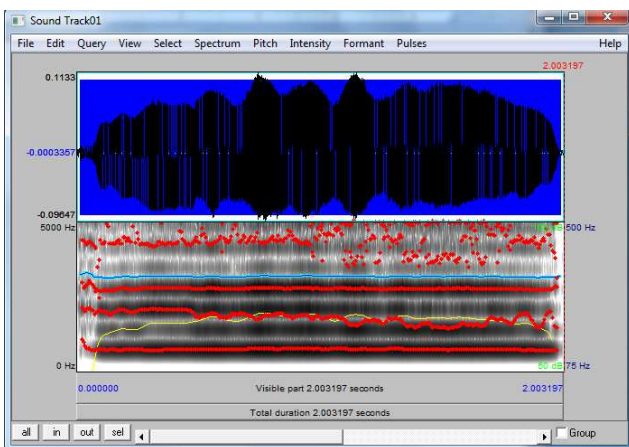 Sound Track01
File Edit Query View Select Spectrum Pitch Intensity Formant Pulses Help
2.003197
0.1133
-0.0003357
-0.09647
5000 Hz 500 Hz
0 Hz 50 dB 75 Hz
0.000000 Visible part 2.003197 seconds 2.003197
Total duration 2.003197 seconds
all in out sel Group